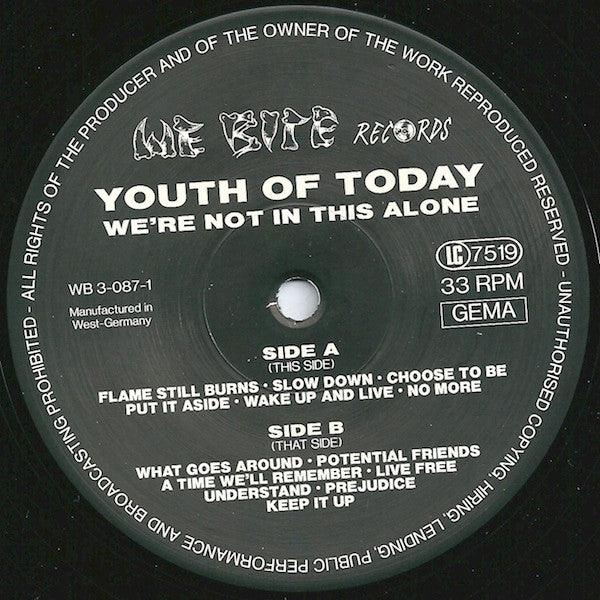 ALL RIGHTS OF THE PRODUCER AND OF THE OWNER OF THE WORK REPRODUCED RESERVED - UNAUTHORISED COPYING, HIRING, LENDING, PUBLIC PERFORMANCE AND BROADCASTING PROHIBITED -
WE BITE RECORDS
YOUTH OF TODAY
WE'RE NOT IN THIS ALONE
LC 7519
WB 3-087-1
33 RPM
Manufactured in
West-Germany
GEMA
SIDE A
(THIS SIDE)
FLAME STILL BURNS · SLOW DOWN · CHOOSE TO BE
PUT IT ASIDE · WAKE UP AND LIVE · NO MORE
SIDE B
(THAT SIDE)
WHAT GOES AROUND · POTENTIAL FRIENDS
A TIME WE'LL REMEMBER · LIVE FREE
UNDERSTAND · PREJUDICE
KEEP IT UP